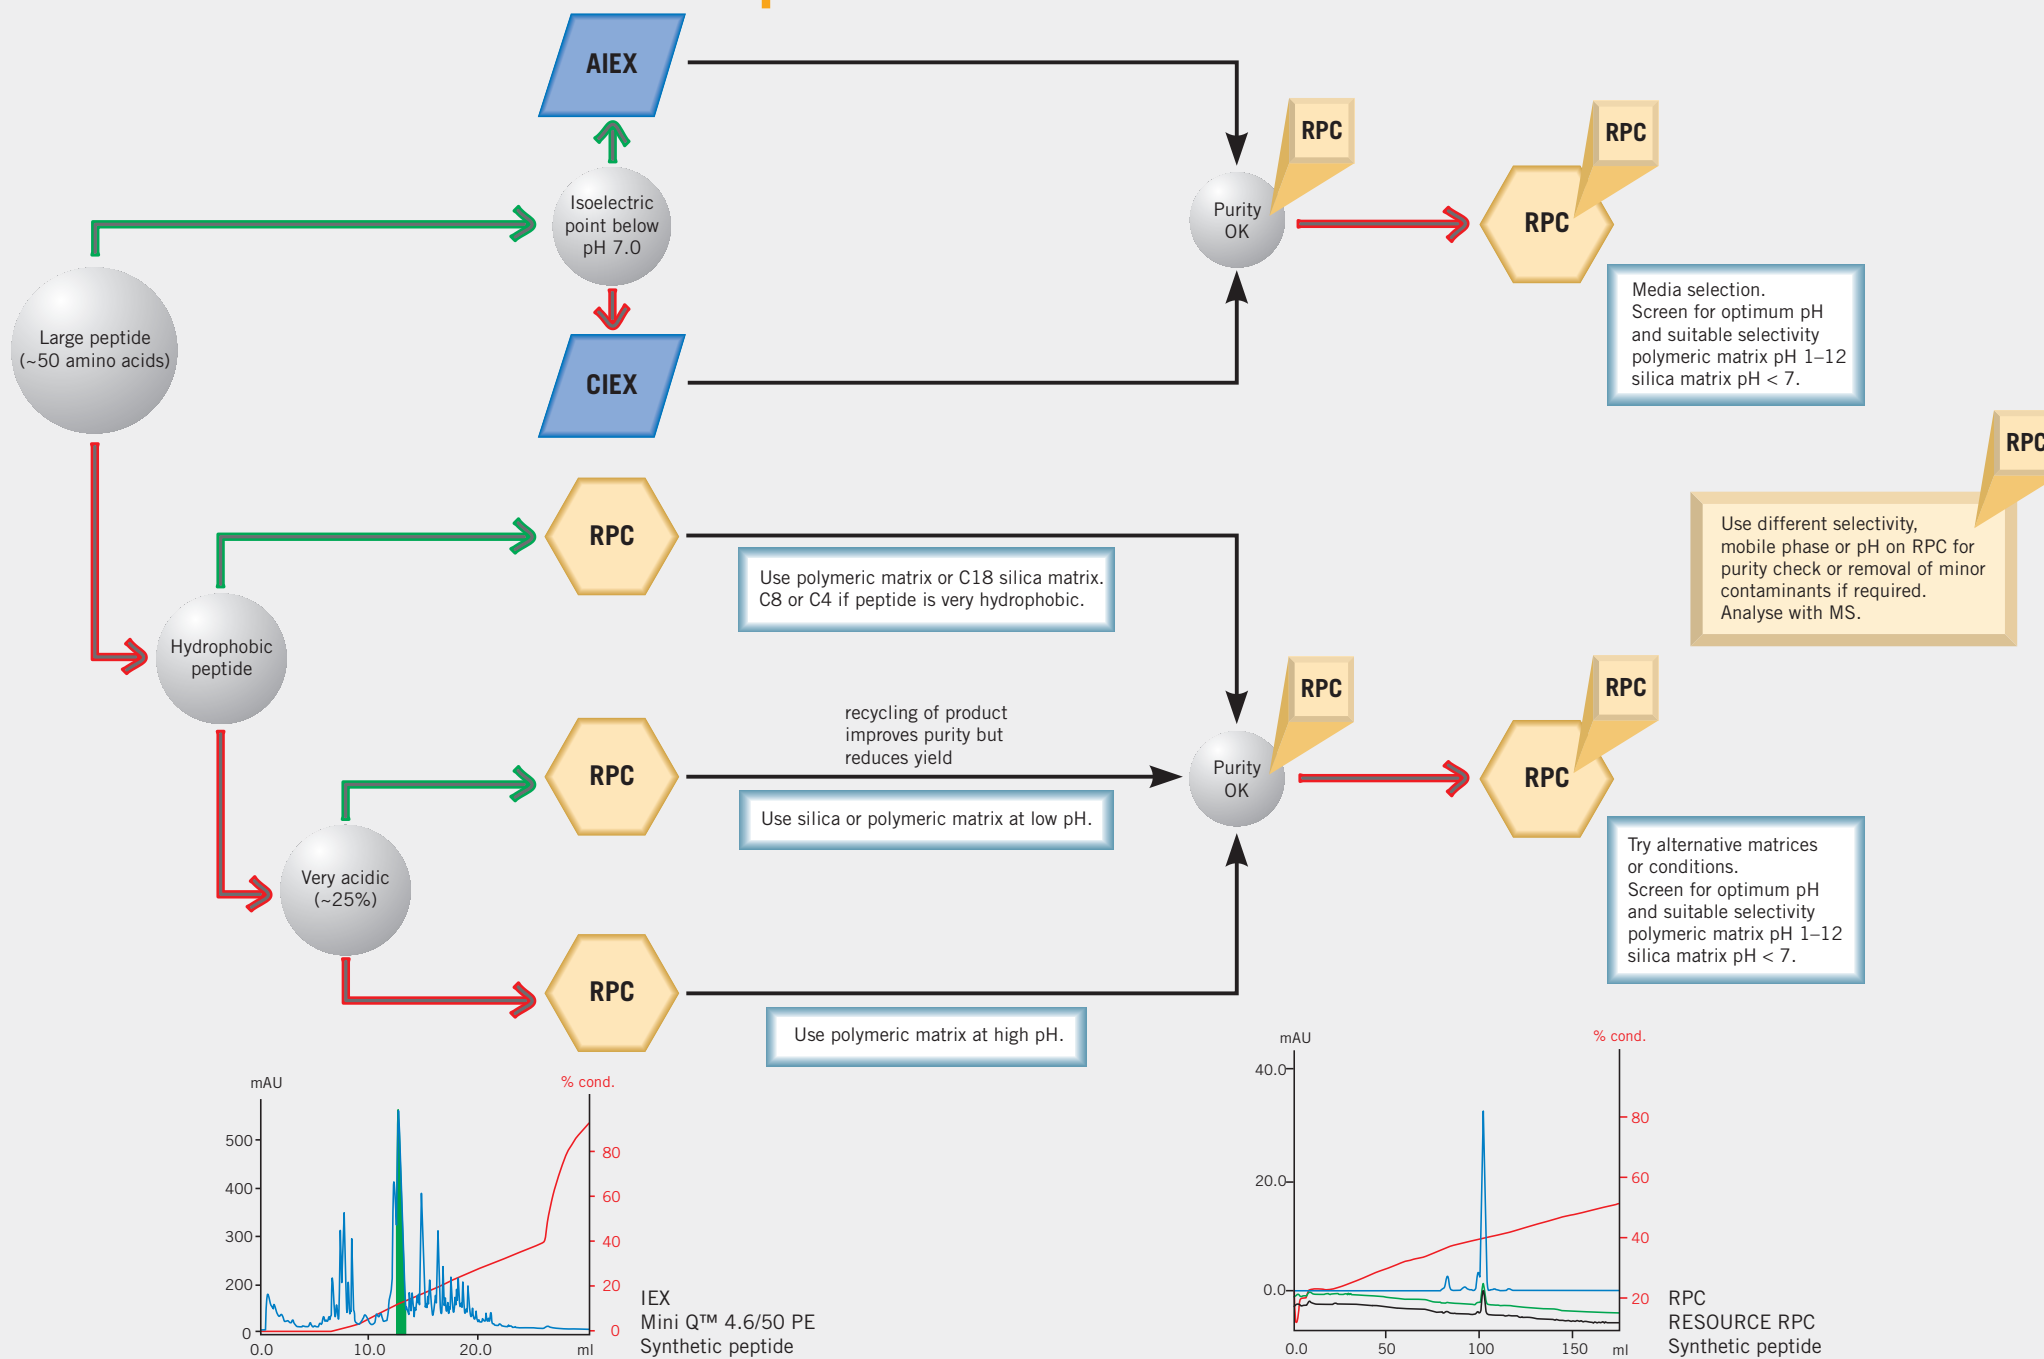 AIEX
RPC
RPC
Isoelectric
point below
pH 7.0
Purity
OK
RPC
Large peptide
(~50 amino acids)
Media selection.
Screen for optimum pH
and suitable selectivity
polymeric matrix pH 1–12
silica matrix pH < 7.
CIEX
RPC
RPC
Use different selectivity,
mobile phase or pH on RPC for
purity check or removal of minor
contaminants if required.
Analyse with MS.
Use polymeric matrix or C18 silica matrix.
C8 or C4 if peptide is very hydrophobic.
Hydrophobic
peptide
RPC
RPC
recycling of product
improves purity but
reduces yield
RPC
Purity
OK
RPC
Use silica or polymeric matrix at low pH.
Very acidic
(~25%)
Try alternative matrices
or conditions.
Screen for optimum pH
and suitable selectivity
polymeric matrix pH 1–12
silica matrix pH < 7.
RPC
Use polymeric matrix at high pH.
mAU
% cond.
500
400
300
200
0
80
60
40
20
0
0.0
10.0
20.0
ml
IEX
Mini Q™ 4.6/50 PE
Synthetic peptide
mAU
% cond.
40.0
20.0
0.0
80
60
40
20
0.0
50
100
150
ml
RPC
RESOURCE RPC
Synthetic peptide